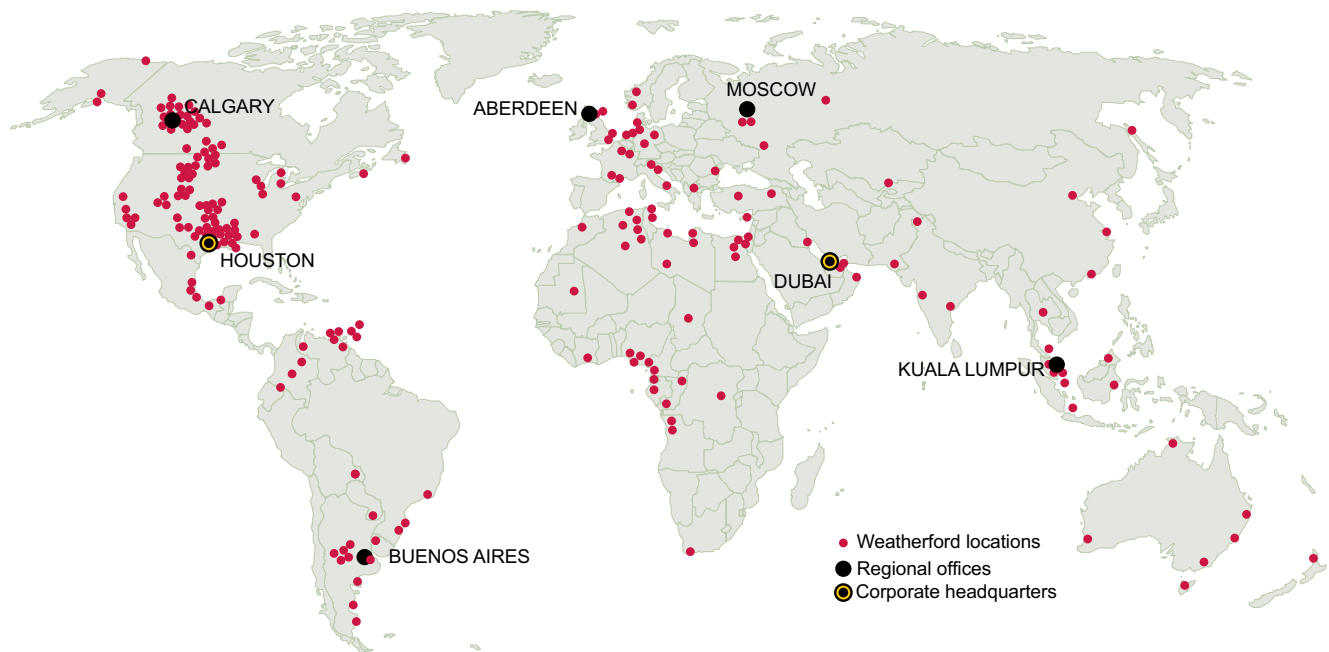 CALGARY
ABERDEEN
MOSCOW
HOUSTON
DUBAI
KUALA LUMPUR
BUENOS AIRES
Weatherford locations
Regional offices
Corporate headquarters